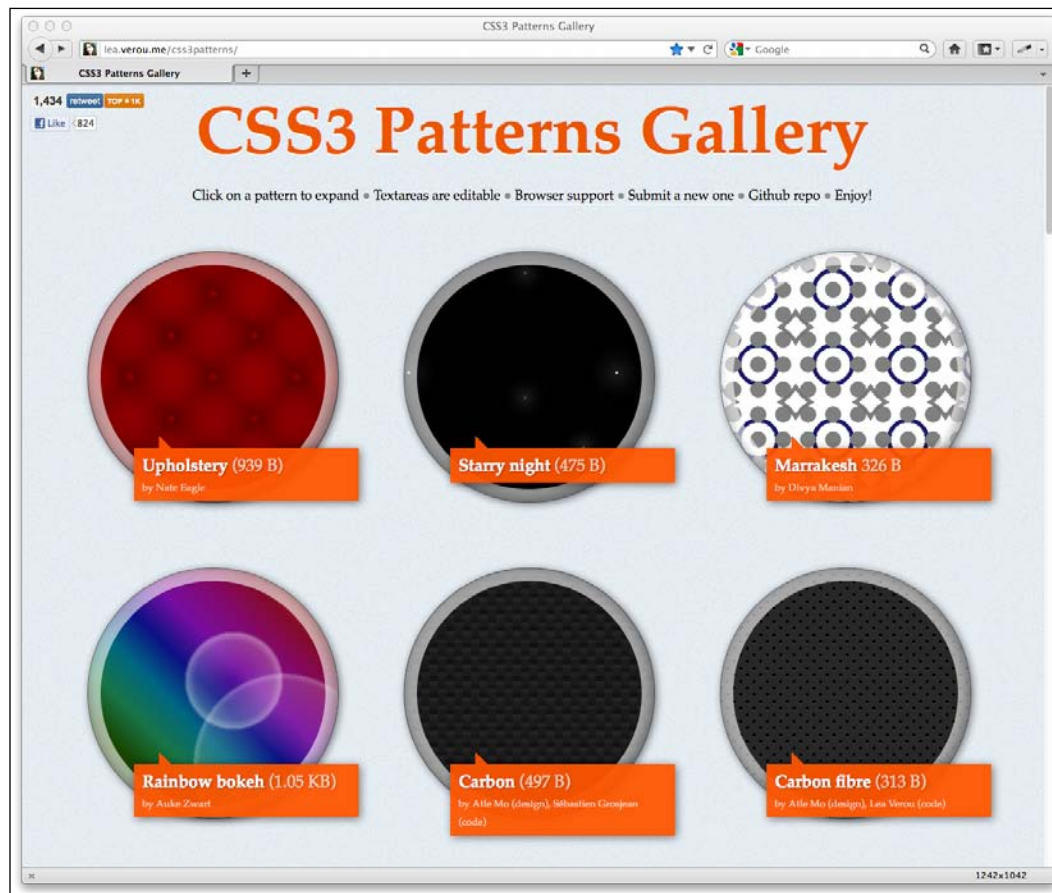 CSS3 Patterns Gallery
lea.verou.me/css3patterns/
Google
CSS3 Patterns Gallery
+
1,434 retweet TOP 1K
Like 824
CSS3 Patterns Gallery
Click on a pattern to expand • Textareas are editable • Browser support • Submit a new one • Github repo • Enjoy!
Upholstery (939 B)
by Nate Eagle
Starry night (475 B)
Marrakesh 326 B
by Divya Manian
Rainbow bokeh (1.05 KB)
by Auke Zwart
Carbon (497 B)
by Atle Mo (design), Sébastien Grosjean
(code)
Carbon fibre (313 B)
by Atle Mo (design), Lea Verou (code)
1242x1042